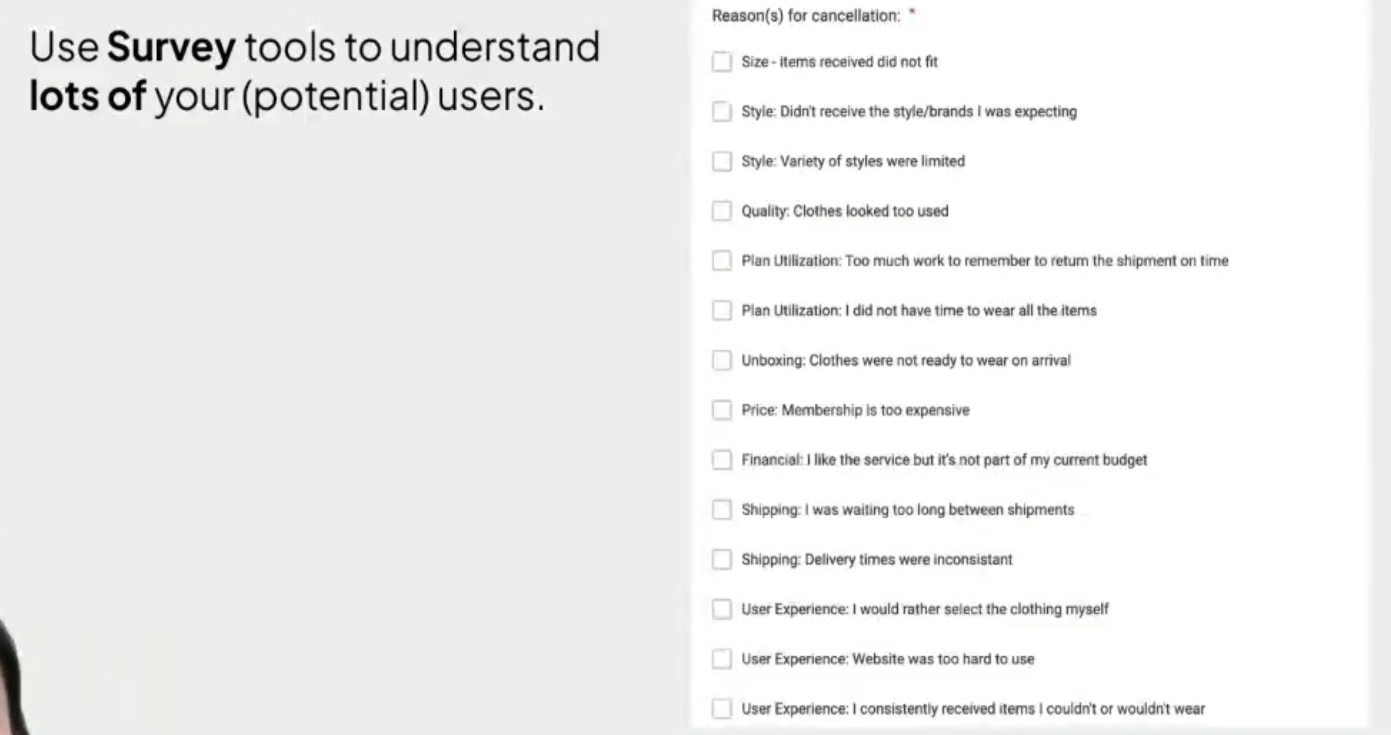 Use Survey tools to understand
lots of your (potential) users.
Reason(s) for cancellation: *
Size - items received did not fit
Style: Didn't receive the style/brands I was expecting
Style: Variety of styles were limited
Quality: Clothes looked too used
Plan Utilization: Too much work to remember to return the shipment on time
Plan Utilization: I did not have time to wear all the items
Unboxing: Clothes were not ready to wear on arrival
Price: Membership is too expensive
Financial: I like the service but it's not part of my current budget
Shipping: I was waiting too long between shipments
Shipping: Delivery times were inconsistant
User Experience: I would rather select the clothing myself
User Experience: Website was too hard to use
User Experience: I consistently received items I couldn't or wouldn't wear